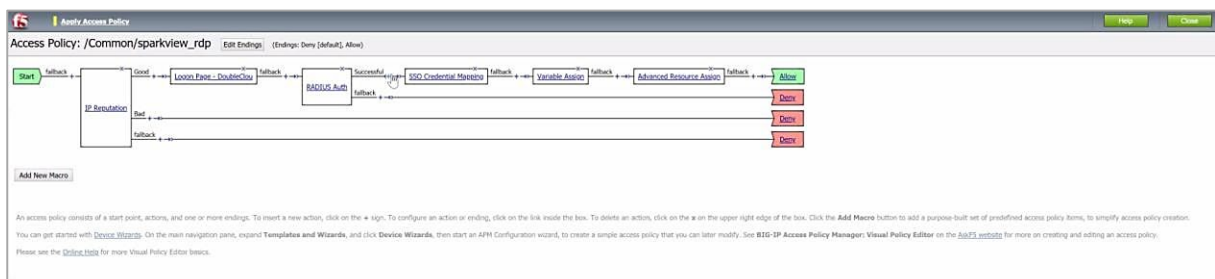 f5 Apply Access Policy Help Close
Access Policy: /Common/sparkview_rdp Edit Endings (Endings: Deny [default], Allow)
Start fallback + Good + Logon Page - DoubleClou fallback + Successful SSO Credential Mapping fallback + Variable Assign fallback + Advanced Resource Assign fallback + Allow
RADIUS Auth
fallback + Deny
IP Reputation
Bad + Deny
fallback + Deny
Add New Macro
An access policy consists of a start point, actions, and one or more endings. To insert a new action, click on the + sign. To configure an action or ending, click on the link inside the box. To delete an action, click on the x on the upper right edge of the box. Click the Add Macro button to add a purpose-built set of predefined access policy items, to simplify access policy creation.
You can get started with Device Wizards. On the main navigation pane, expand Templates and Wizards, and click Device Wizards, then start an APM Configuration wizard, to create a simple access policy that you can later modify. See BIG-IP Access Policy Manager: Visual Policy Editor on the AskF5 website for more on creating and editing an access policy.
Please see the Online Help for more Visual Policy Editor basics.